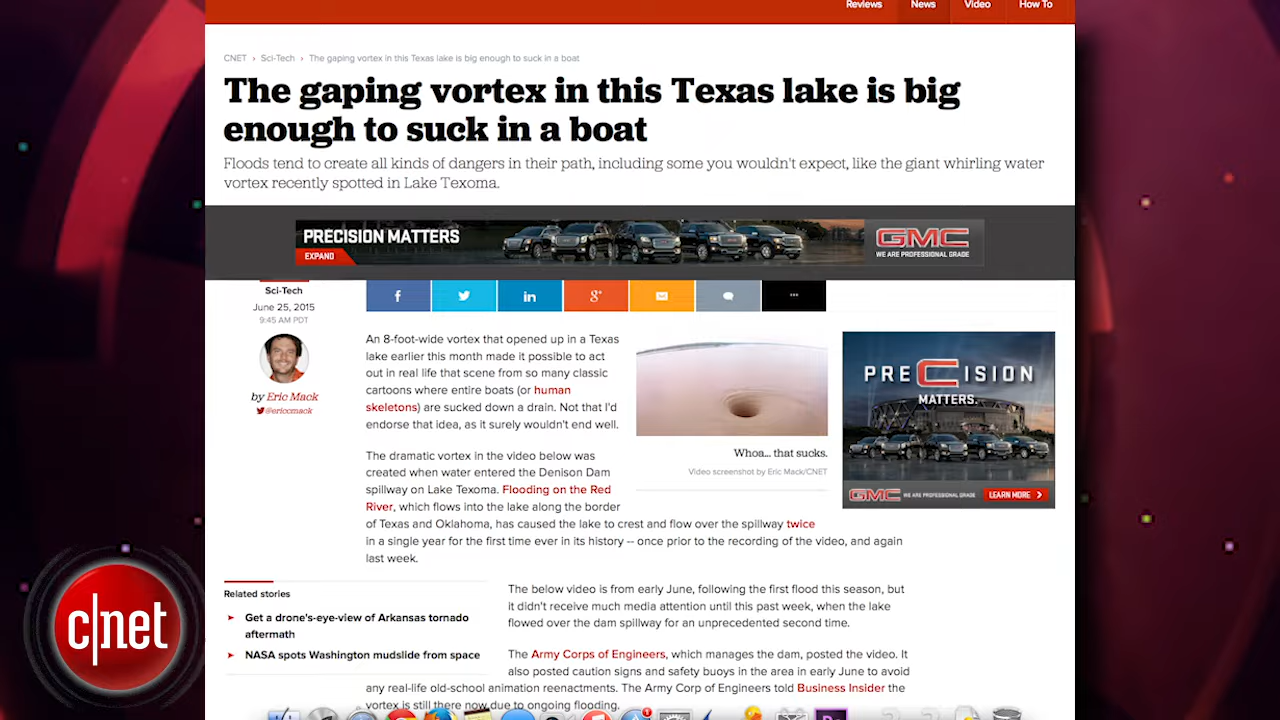 Reviews News Video How To
CNET › Sci-Tech › The gaping vortex in this Texas lake is big enough to suck in a boat
The gaping vortex in this Texas lake is big
enough to suck in a boat
Floods tend to create all kinds of dangers in their path, including some you wouldn't expect, like the giant whirling water
vortex recently spotted in Lake Texoma.
PRECISION MATTERS
EXPAND
GMC
WE ARE PROFESSIONAL GRADE
Sci-Tech
June 25, 2015
9:45 AM PDT
by Eric Mack
@ericcmack
An 8-foot-wide vortex that opened up in a Texas
lake earlier this month made it possible to act
out in real life that scene from so many classic
cartoons where entire boats (or human
skeletons) are sucked down a drain. Not that I'd
endorse that idea, as it surely wouldn't end well.
Whoa... that sucks.
Video screenshot by Eric Mack/CNET
PRECISION
MATTERS.
GMC WE ARE PROFESSIONAL GRADE LEARN MORE
The dramatic vortex in the video below was
created when water entered the Denison Dam
spillway on Lake Texoma. Flooding on the Red
River, which flows into the lake along the border
of Texas and Oklahoma, has caused the lake to crest and flow over the spillway twice
in a single year for the first time ever in its history -- once prior to the recording of the video, and again
last week.
Related stories
Get a drone's-eye-view of Arkansas tornado
aftermath
NASA spots Washington mudslide from space
The below video is from early June, following the first flood this season, but
it didn't receive much media attention until this past week, when the lake
flowed over the dam spillway for an unprecedented second time.
The Army Corps of Engineers, which manages the dam, posted the video. It
also posted caution signs and safety buoys in the area in early June to avoid
any real-life old-school animation reenactments. The Army Corp of Engineers told Business Insider the
vortex is still there now due to ongoing flooding.
c|net